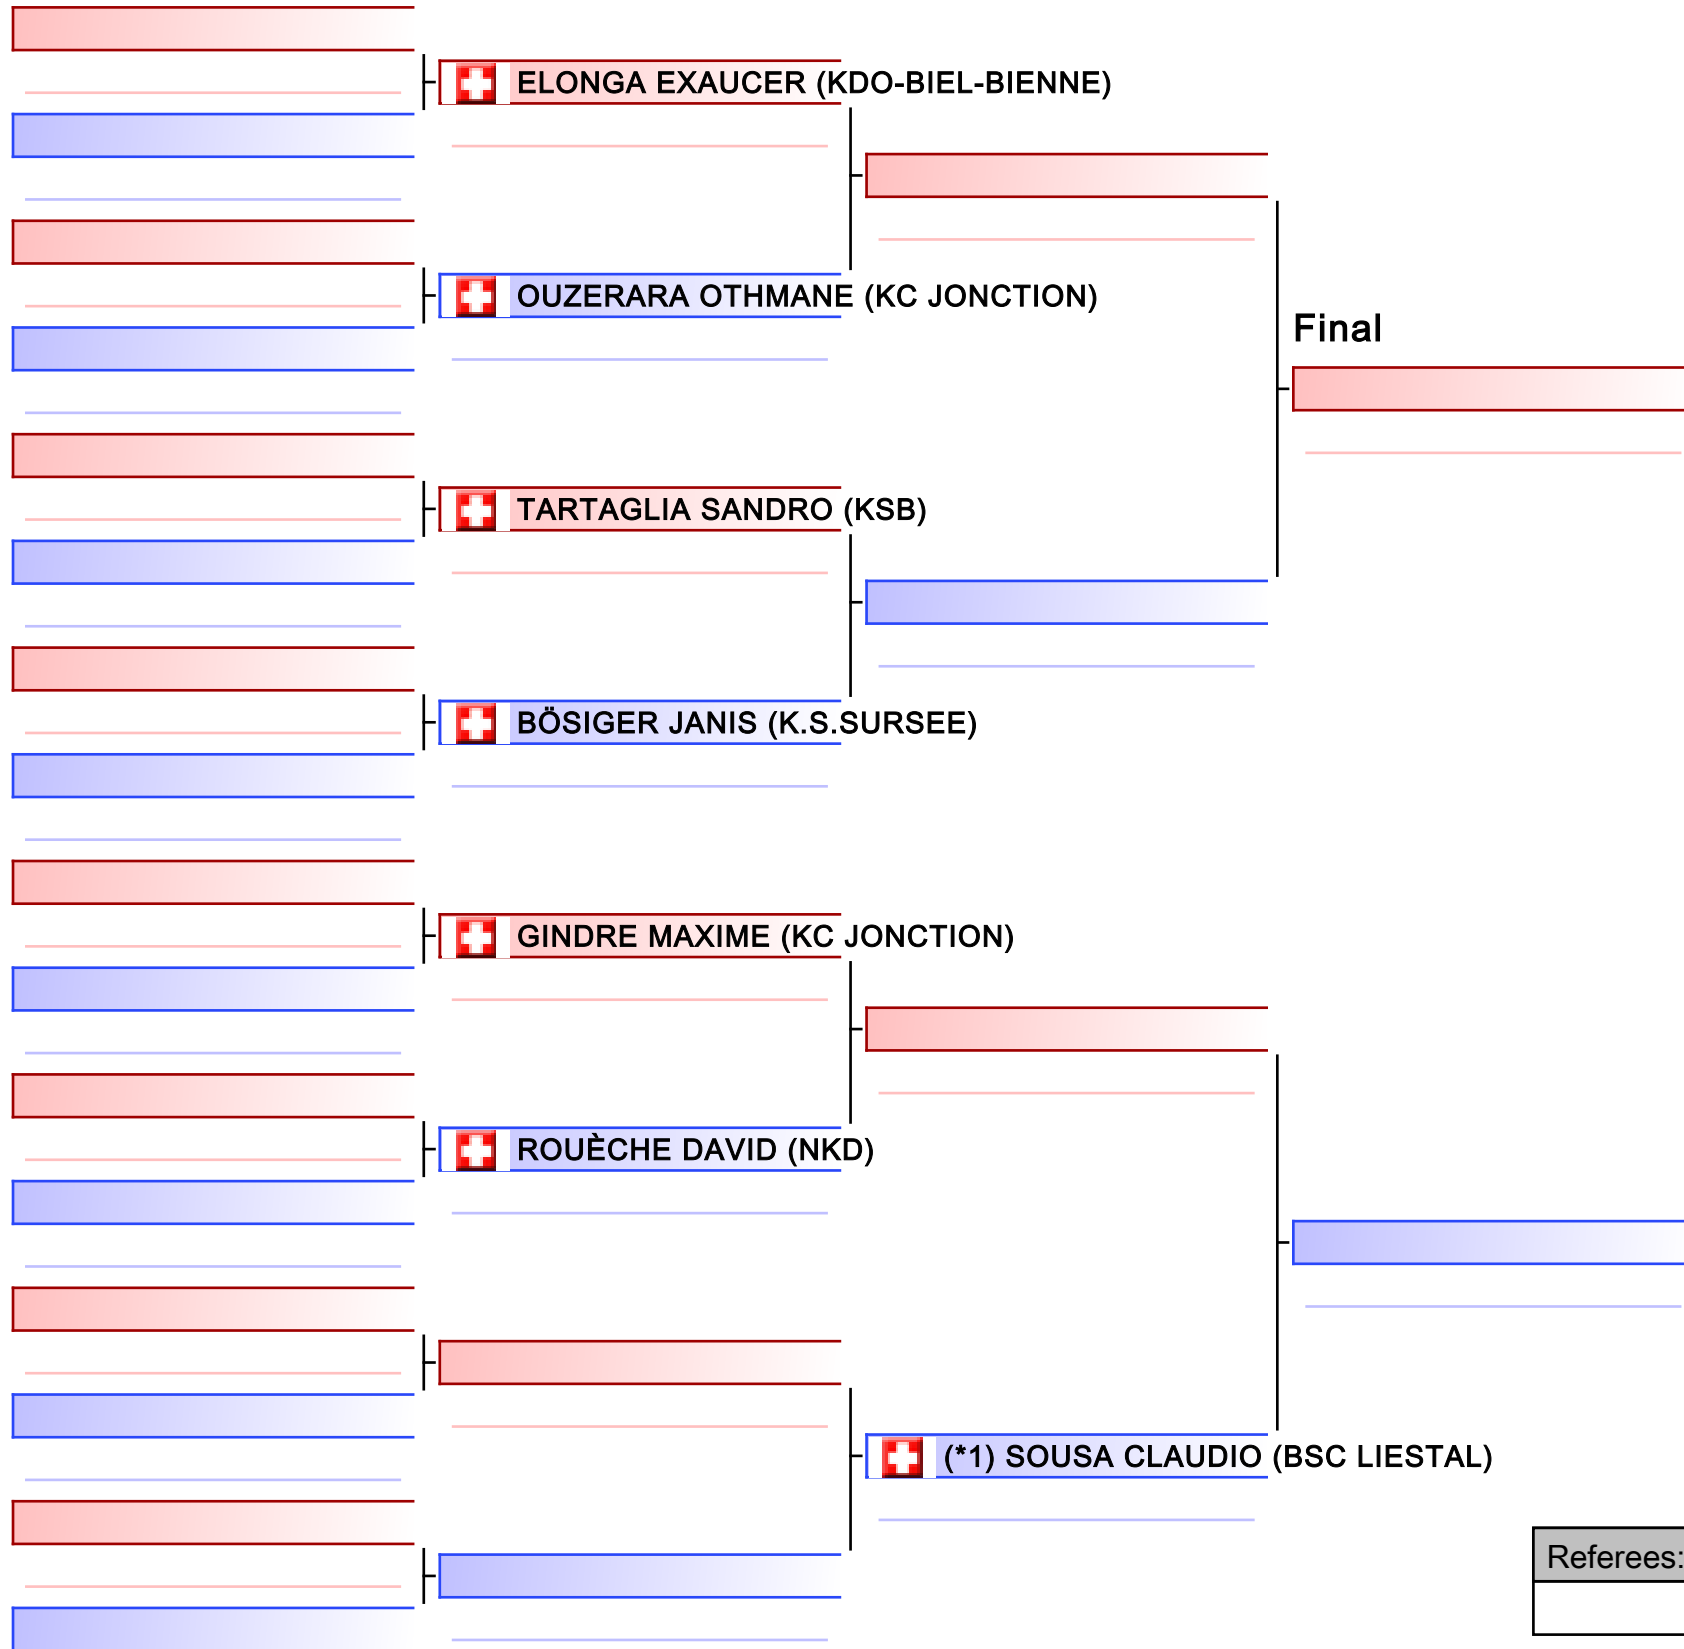 ELONGA EXAUCER (KDO-BIEL-BIENNE)
OUZERARA OTHMANE (KC JONCTION)
Final
TARTAGLIA SANDRO (KSB)
BÖSIGER JANIS (K.S.SURSEE)
GINDRE MAXIME (KC JONCTION)
ROUÈCHE DAVID (NKD)
(*1) SOUSA CLAUDIO (BSC LIESTAL)
Referees: